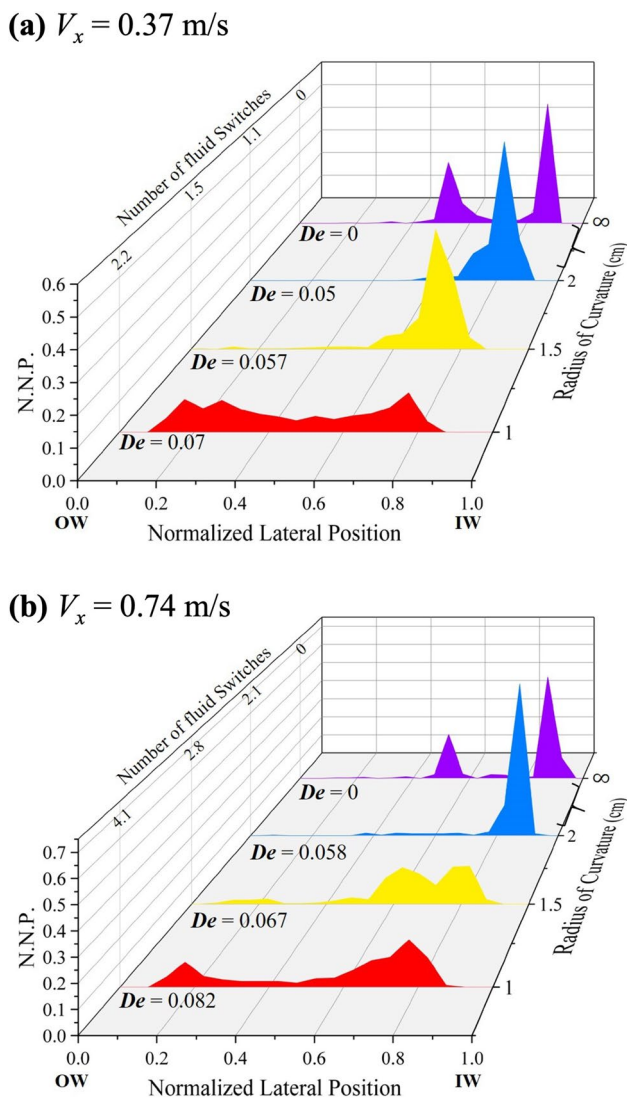 (a) Vx = 0.37 m/s
Number of fluid Switches
0
1.1
1.5
2.2
De = 0
De = 0.05
De = 0.057
De = 0.07
∞
2
1.5
1
Radius of Curvature (cm)
N.N.P.
0.6
0.5
0.4
0.3
0.2
0.1
0.0
0.0 0.2 0.4 0.6 0.8 1.0
OW IW
Normalized Lateral Position
(b) Vx = 0.74 m/s
Number of fluid Switches
0
2.1
2.8
4.1
De = 0
De = 0.058
De = 0.067
De = 0.082
∞
2
1.5
1
Radius of Curvature (cm)
N.N.P.
0.7
0.6
0.5
0.4
0.3
0.2
0.1
0.0
0.0 0.2 0.4 0.6 0.8 1.0
OW IW
Normalized Lateral Position